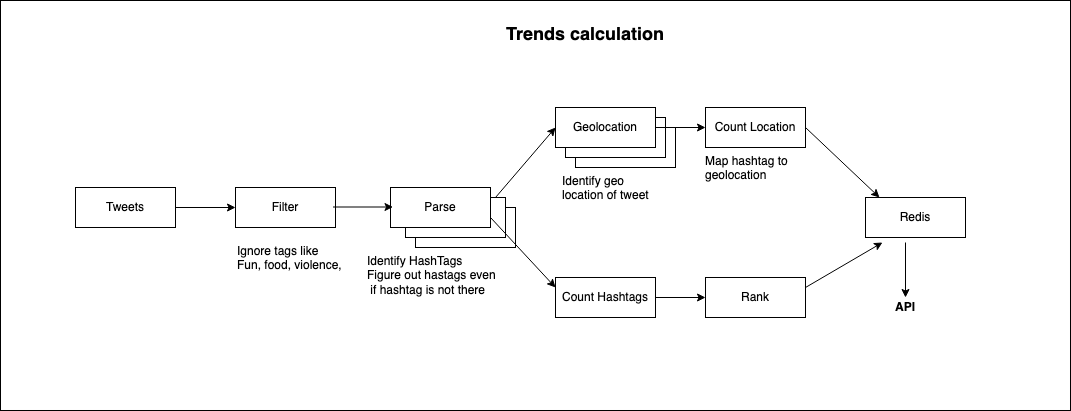 Trends calculation
Geolocation
Count Location
Identify geo
location of tweet
Map hashtag to
geolocation
Tweets
Filter
Parse
Redis
Ignore tags like
Fun, food, violence,
Identify HashTags
Figure out hastags even
if hashtag is not there
Count Hashtags
Rank
API